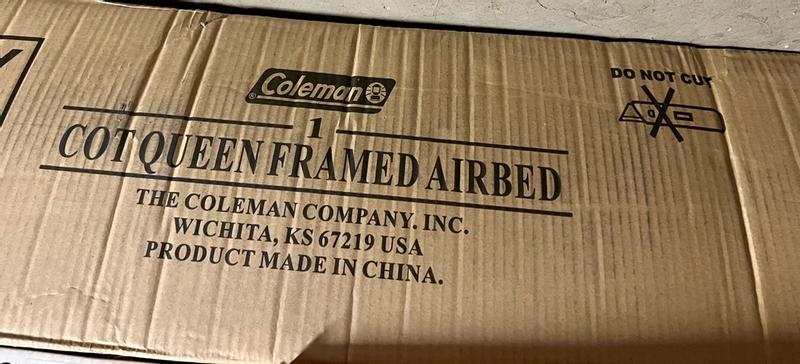 Coleman ®
DO NOT CUT
1
COT QUEEN FRAMED AIRBED
THE COLEMAN COMPANY. INC.
WICHITA, KS 67219 USA
PRODUCT MADE IN CHINA.